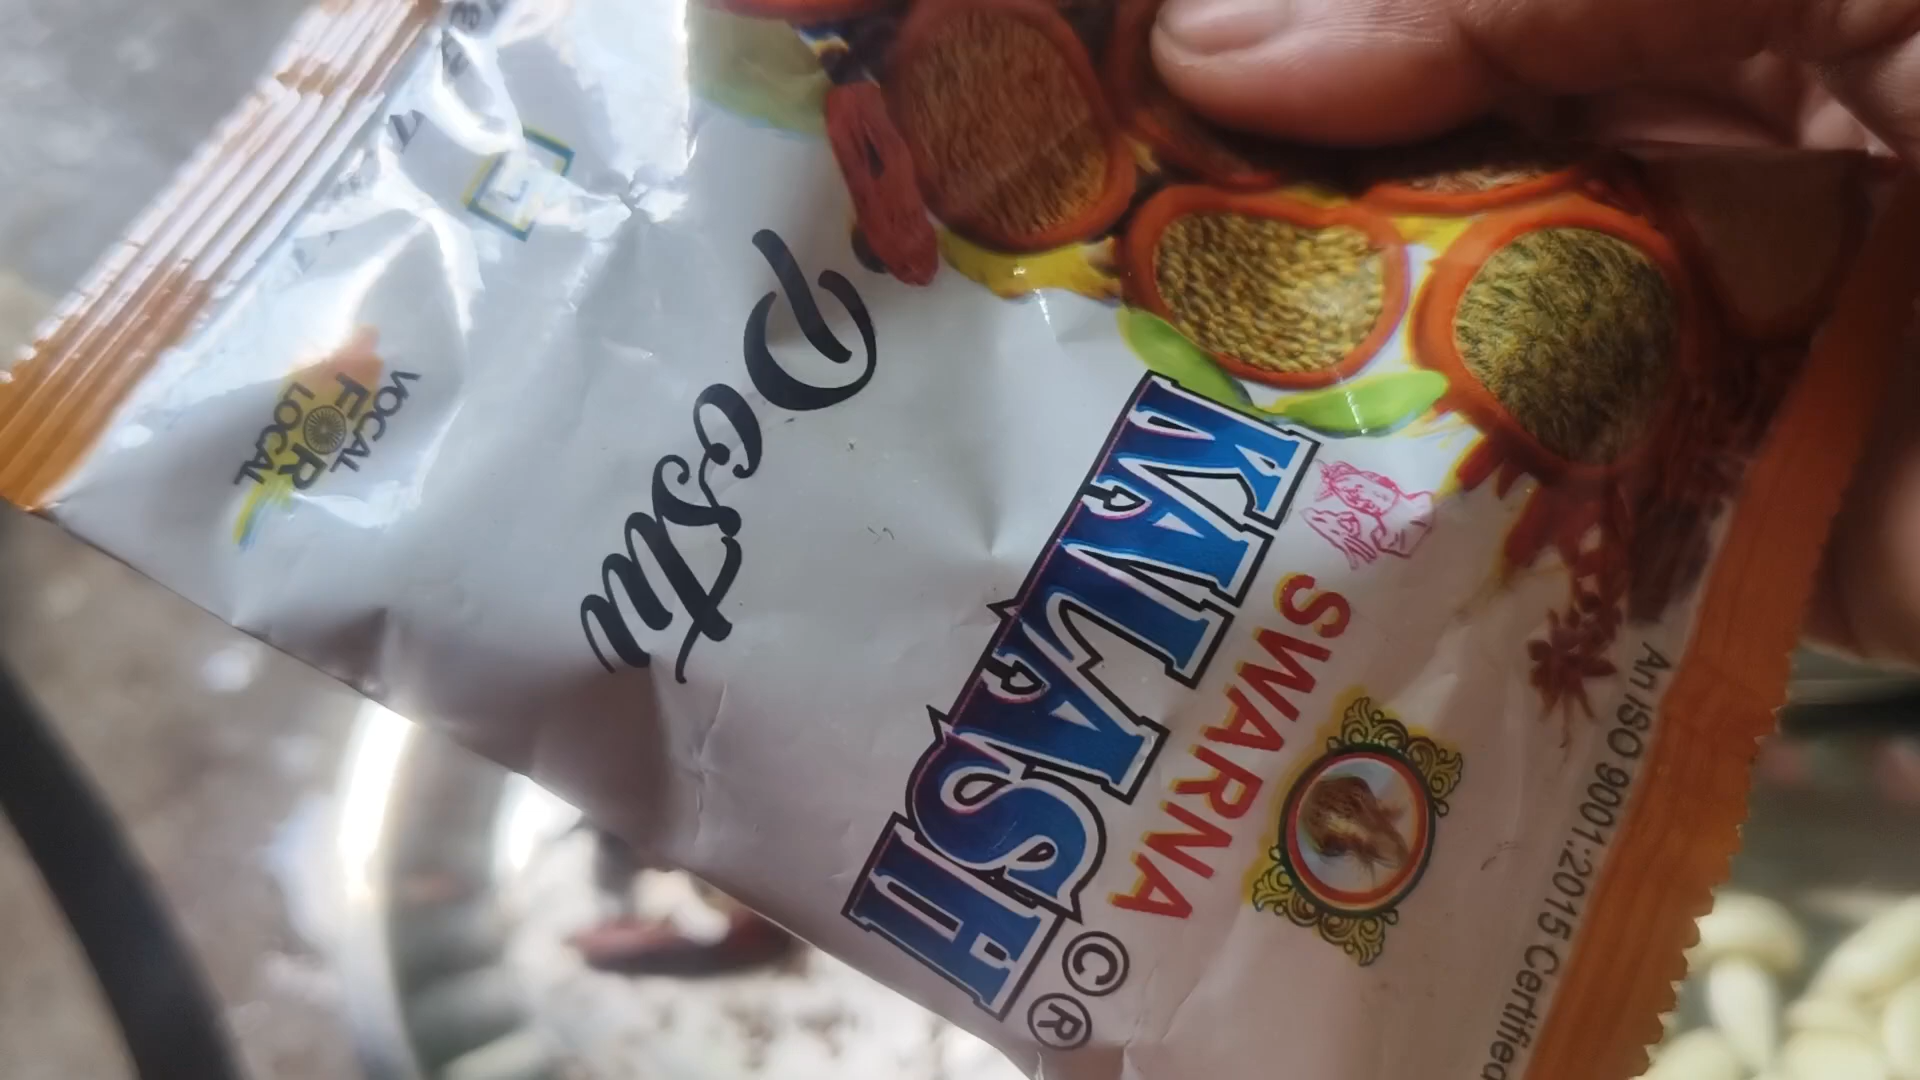 An ISO 9001:2015 Certified
SWARNA
KALASH
© ®
Postu
VOCAL
FOR
LOCAL